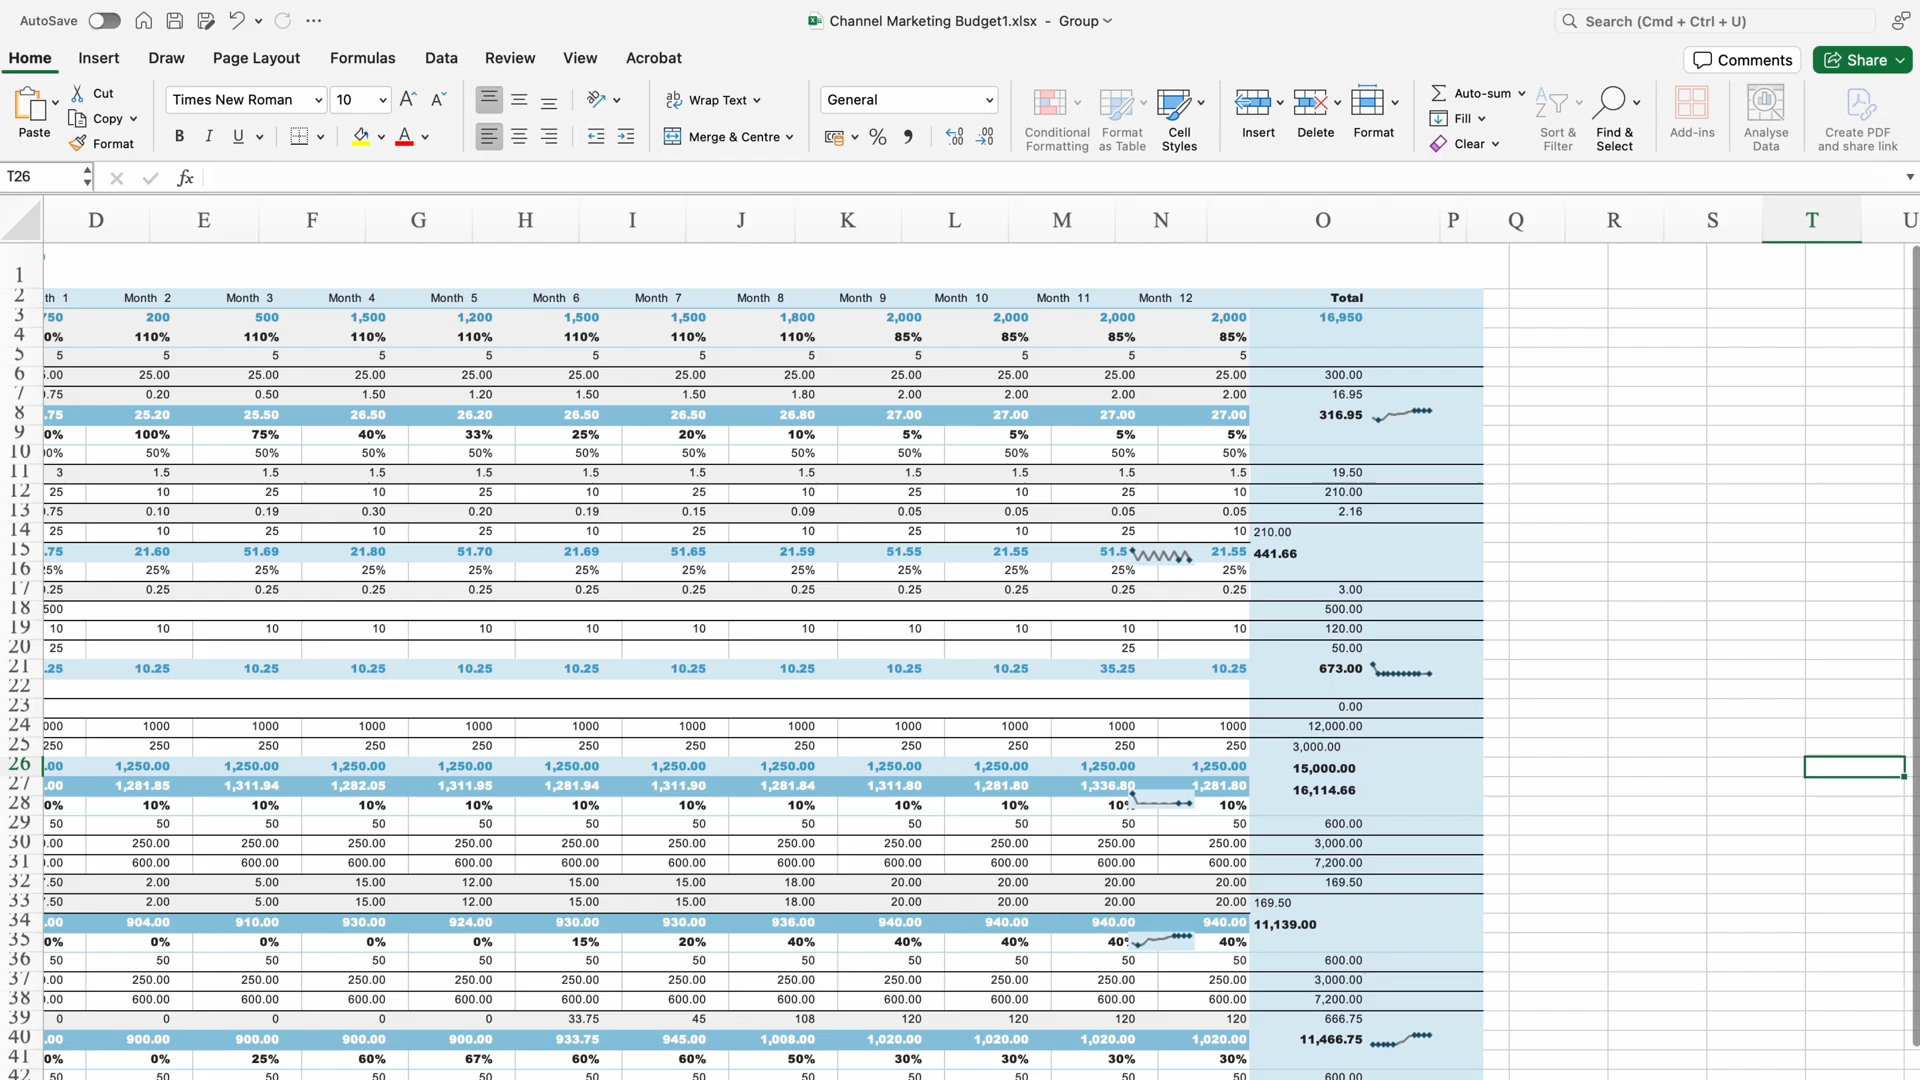 AutoSave
Channel Marketing Budget1.xlsx - Group
Search (Cmd + Ctrl + U)
Home Insert Draw Page Layout Formulas Data Review View Acrobat
Comments Share
Paste Cut Copy Format
Times New Roman 10
B I U
Wrap Text
Merge & Centre
General
Conditional Formatting
Format as Table
Cell Styles
Insert Delete Format
Auto-sum
Fill
Clear
Sort & Filter
Find & Select
Add-ins
Analyse Data
Create PDF and share link
T26 fx
D E F G H I J K L M N O P Q R S T U
1
2 th 1 Month 2 Month 3 Month 4 Month 5 Month 6 Month 7 Month 8 Month 9 Month 10 Month 11 Month 12 Total
3 750 200 500 1,500 1,200 1,500 1,500 1,800 2,000 2,000 2,000 2,000 16,950
4 0% 110% 110% 110% 110% 110% 110% 110% 85% 85% 85% 85%
5 5 5 5 5 5 5 5 5 5 5 5 5
6 .00 25.00 25.00 25.00 25.00 25.00 25.00 25.00 25.00 25.00 25.00 25.00 300.00
7 0.75 0.20 0.50 1.50 1.20 1.50 1.50 1.80 2.00 2.00 2.00 2.00 16.95
8 .75 25.20 25.50 26.50 26.20 26.50 26.50 26.80 27.00 27.00 27.00 27.00 316.95
9 0% 100% 75% 40% 33% 25% 20% 10% 5% 5% 5% 5%
10 00% 50% 50% 50% 50% 50% 50% 50% 50% 50% 50% 50%
11 3 1.5 1.5 1.5 1.5 1.5 1.5 1.5 1.5 1.5 1.5 1.5 19.50
12 25 10 25 10 25 10 25 10 25 10 25 10 210.00
13 0.75 0.10 0.19 0.30 0.20 0.19 0.15 0.09 0.05 0.05 0.05 0.05 2.16
14 25 10 25 10 25 10 25 10 25 10 25 10 210.00
15 .75 21.60 51.69 21.80 51.70 21.69 51.65 21.59 51.55 21.55 51.5 21.55 441.66
16 25% 25% 25% 25% 25% 25% 25% 25% 25% 25% 25% 25%
17 .25 0.25 0.25 0.25 0.25 0.25 0.25 0.25 0.25 0.25 0.25 0.25 3.00
18 500 500.00
19 10 10 10 10 10 10 10 10 10 10 10 10 120.00
20 25 25 50.00
21 .25 10.25 10.25 10.25 10.25 10.25 10.25 10.25 10.25 10.25 35.25 10.25 673.00
22
23 0.00
24 000 1000 1000 1000 1000 1000 1000 1000 1000 1000 1000 1000 12,000.00
25 250 250 250 250 250 250 250 250 250 250 250 250 3,000.00
26 .00 1,250.00 1,250.00 1,250.00 1,250.00 1,250.00 1,250.00 1,250.00 1,250.00 1,250.00 1,250.00 1,250.00 15,000.00
27 .00 1,281.85 1,311.94 1,282.05 1,311.95 1,281.94 1,311.90 1,281.84 1,311.80 1,281.80 1,336.80 1,281.80 16,114.66
28 0% 10% 10% 10% 10% 10% 10% 10% 10% 10% 10% 10%
29 50 50 50 50 50 50 50 50 50 50 50 50 600.00
30 .00 250.00 250.00 250.00 250.00 250.00 250.00 250.00 250.00 250.00 250.00 250.00 3,000.00
31 .00 600.00 600.00 600.00 600.00 600.00 600.00 600.00 600.00 600.00 600.00 600.00 7,200.00
32 .50 2.00 5.00 15.00 12.00 15.00 15.00 18.00 20.00 20.00 20.00 20.00 169.50
33 .50 2.00 5.00 15.00 12.00 15.00 15.00 18.00 20.00 20.00 20.00 20.00 169.50
34 .00 904.00 910.00 930.00 924.00 930.00 930.00 936.00 940.00 940.00 940.00 940.00 11,139.00
35 0% 0% 0% 0% 0% 15% 20% 40% 40% 40% 40% 40%
36 50 50 50 50 50 50 50 50 50 50 50 50 600.00
37 .00 250.00 250.00 250.00 250.00 250.00 250.00 250.00 250.00 250.00 250.00 250.00 3,000.00
38 .00 600.00 600.00 600.00 600.00 600.00 600.00 600.00 600.00 600.00 600.00 600.00 7,200.00
39 0 0 0 0 0 33.75 45 108 120 120 120 120 666.75
40 .00 900.00 900.00 900.00 900.00 933.75 945.00 1,008.00 1,020.00 1,020.00 1,020.00 1,020.00 11,466.75
41 0% 0% 25% 60% 67% 60% 60% 50% 30% 30% 30% 30%
42 50 50 50 50 50 50 50 50 50 50 50 50 600.00